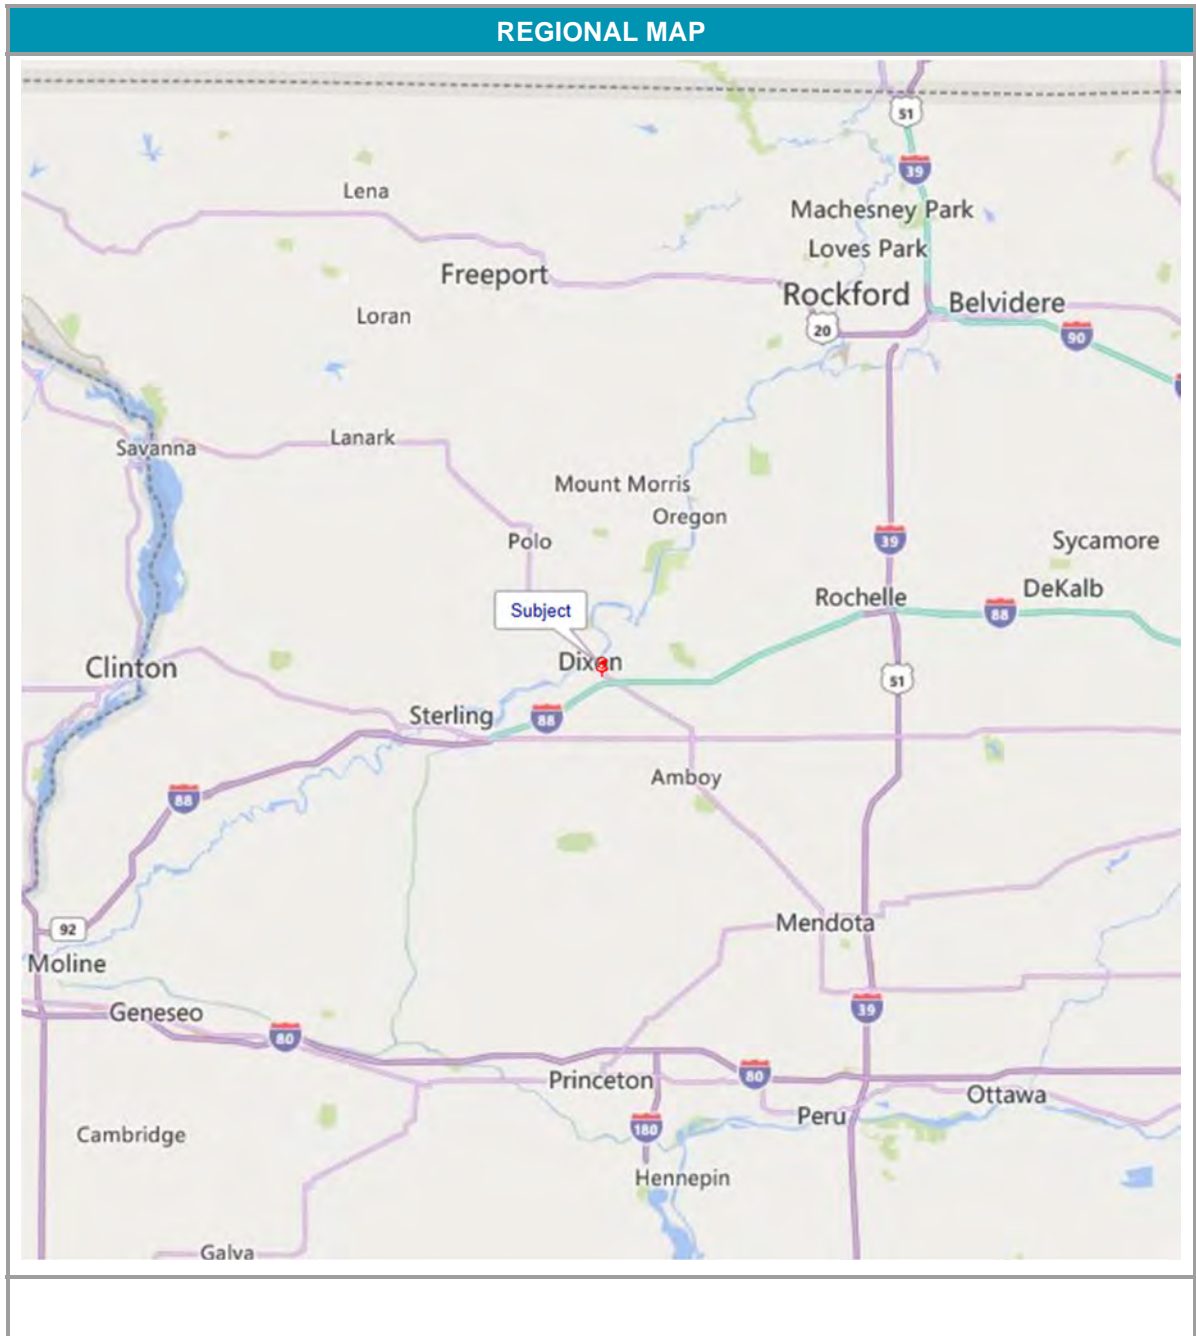 REGIONAL MAP
51
39
Lena
Machesney Park
Loves Park
Freeport
Rockford
Belvidere
Loran
20
90
Lanark
Savanna
Mount Morris
Oregon
39
Polo
Sycamore
DeKalb
Rochelle
Subject
88
Dixon
Clinton
51
Sterling
88
Amboy
88
Mendota
92
Moline
39
Geneseo
80
Princeton
80
Ottawa
Peru
180
Cambridge
Hennepin
Galva